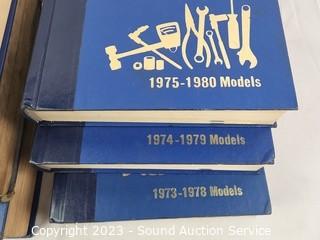 1975-1980 Models
1974-1979 Models
1973-1978 Models
Copyright 2023 - Sound Auction Service